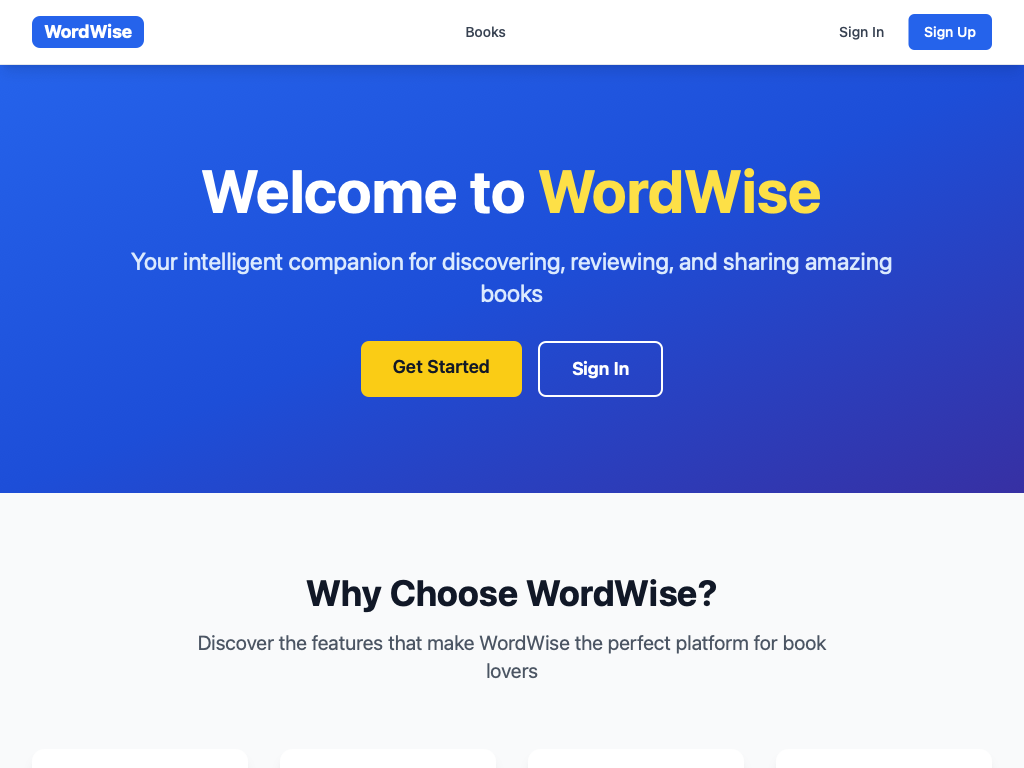 WordWise
Books
Sign In
Sign Up
Welcome to WordWise
Your intelligent companion for discovering, reviewing, and sharing amazing
books
Get Started
Sign In
Why Choose WordWise?
Discover the features that make WordWise the perfect platform for book
lovers